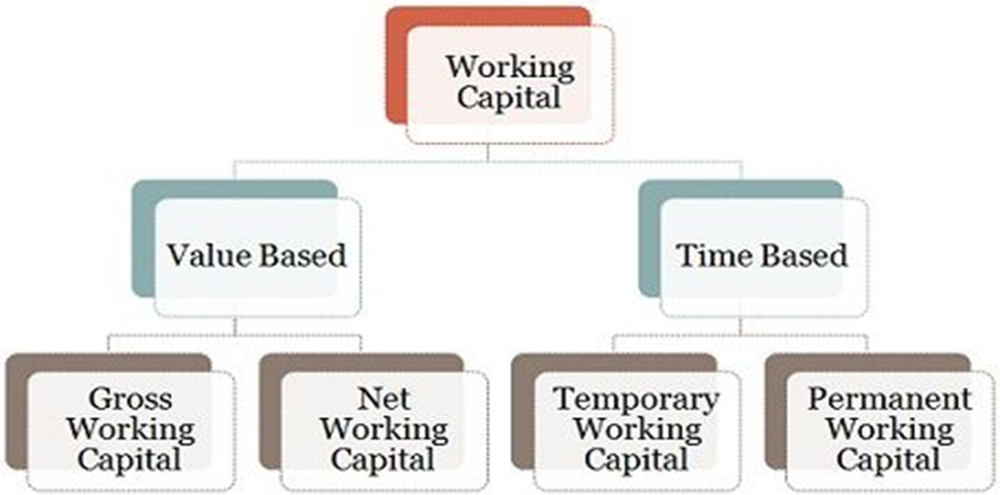 Working
Capital
Value Based
Time Based
Gross
Working
Capital
Net
Working
Capital
Temporary
Working
Capital
Permanent
Working
Capital